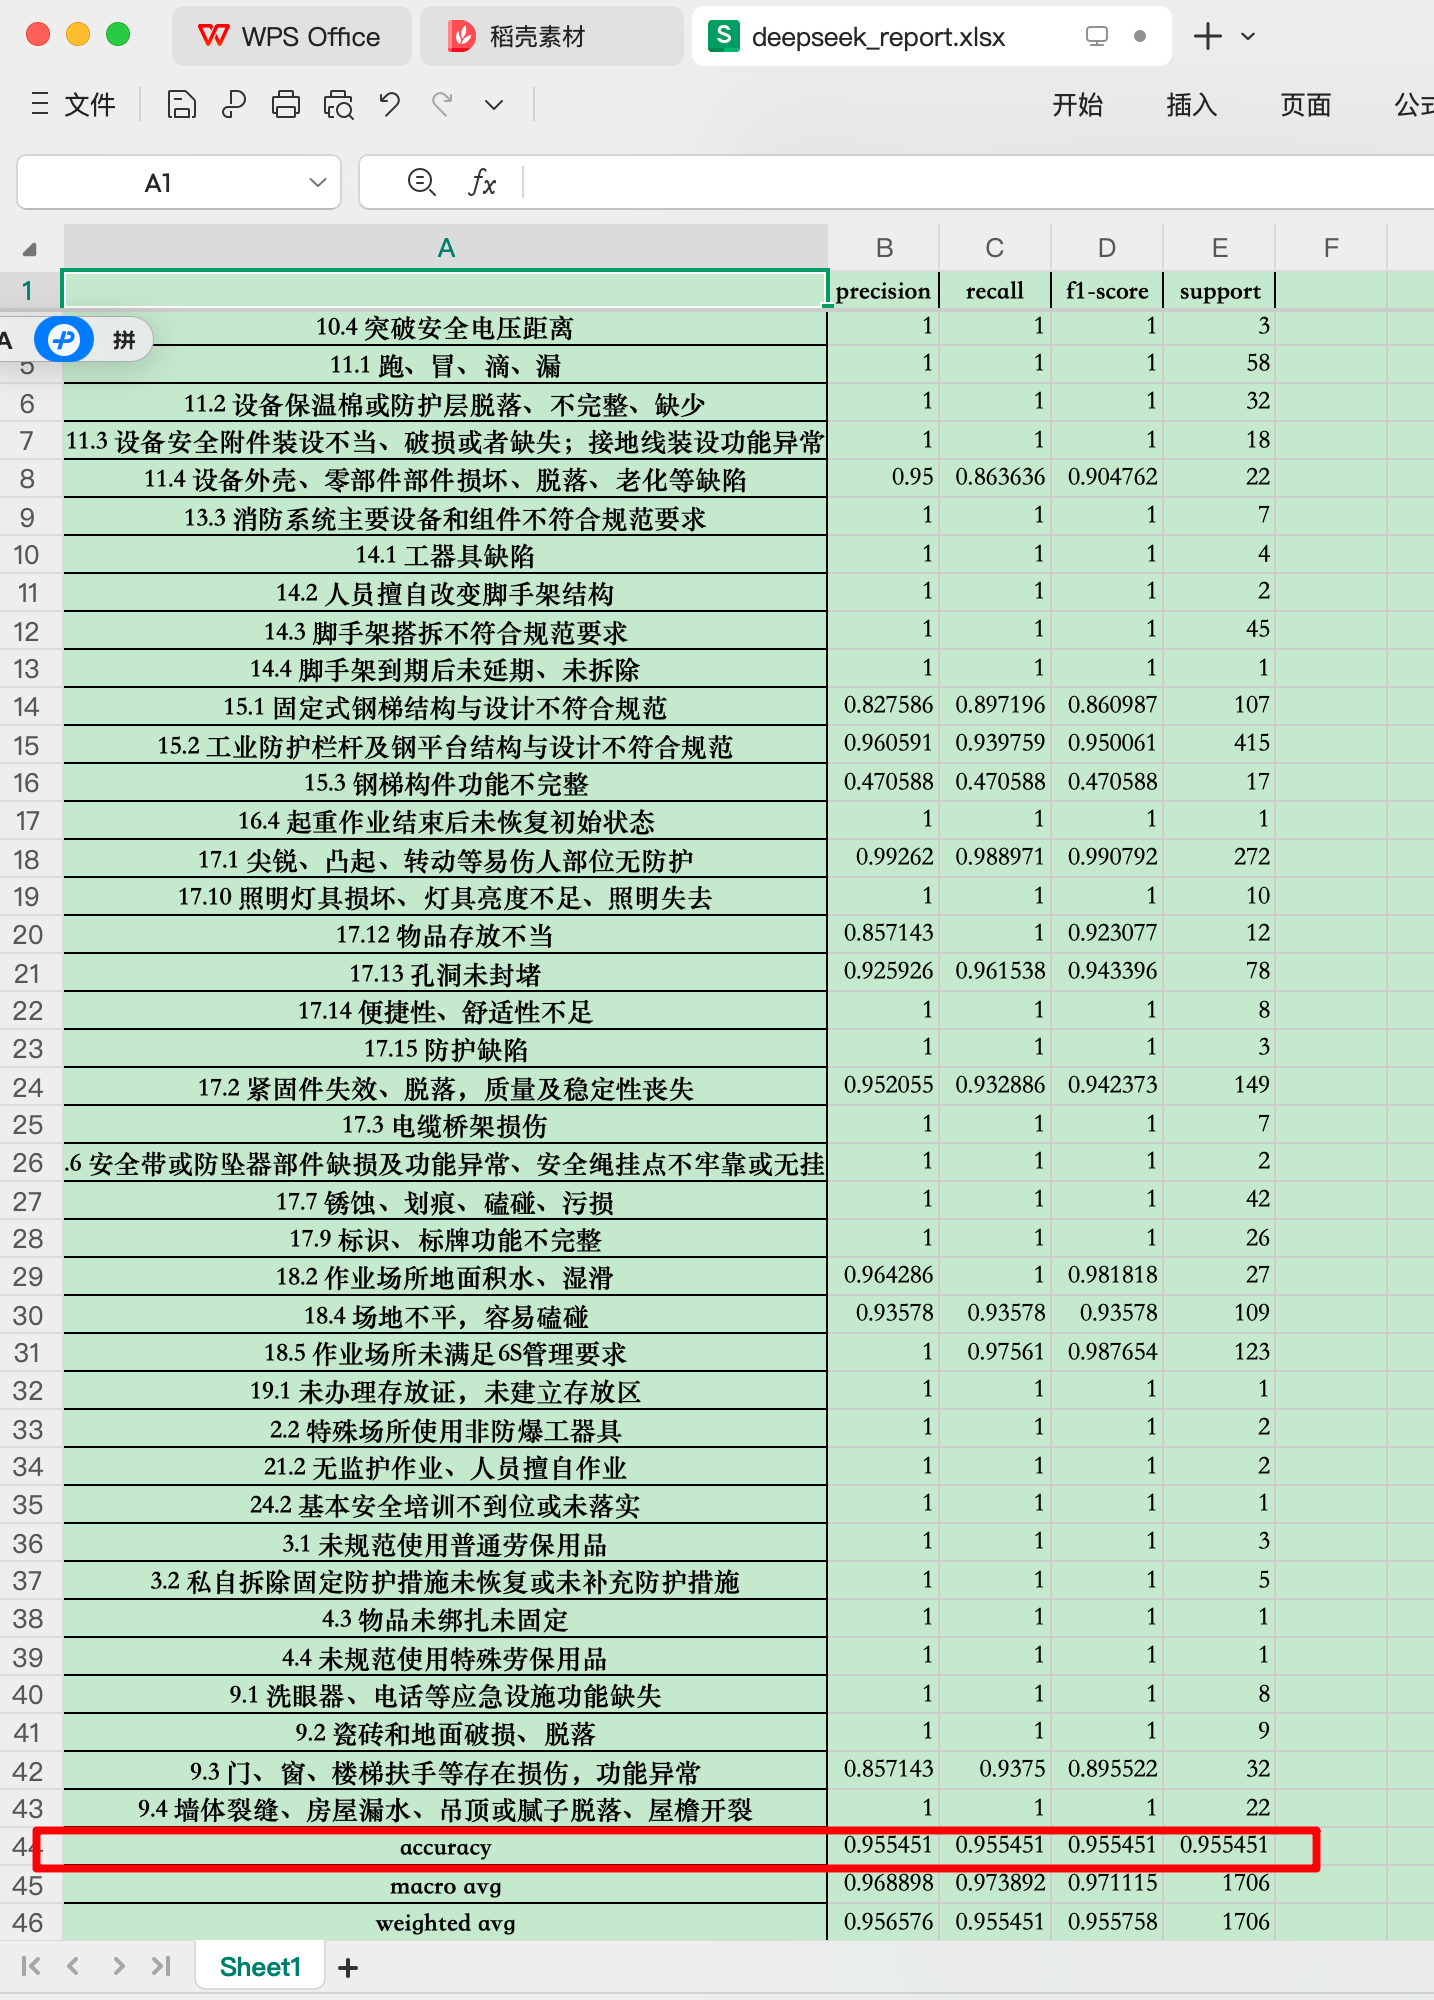 WPS Office 稻壳素材 S deepseek_report.xlsx
文件 开始 插入 页面
A1 fx
A B C D E F
1 precision recall f1-score support
A 拼 10.4 突破安全电压距离 1 1 1 3
5 11.1 跑、冒、滴、漏 1 1 1 58
6 11.2 设备保温棉或防护层脱落、不完整、缺少 1 1 1 32
7 11.3 设备安全附件装设不当、破损或者缺失；接地线装设功能异常 1 1 1 18
8 11.4 设备外壳、零部件部件损坏、脱落、老化等缺陷 0.95 0.863636 0.904762 22
9 13.3 消防系统主要设备和组件不符合规范要求 1 1 1 7
10 14.1 工器具缺陷 1 1 1 4
11 14.2 人员擅自改变脚手架结构 1 1 1 2
12 14.3 脚手架搭拆不符合规范要求 1 1 1 45
13 14.4 脚手架到期后未延期、未拆除 1 1 1 1
14 15.1 固定式钢梯结构与设计不符合规范 0.827586 0.897196 0.860987 107
15 15.2 工业防护栏杆及钢平台结构与设计不符合规范 0.960591 0.939759 0.950061 415
16 15.3 钢梯构件功能不完整 0.470588 0.470588 0.470588 17
17 16.4 起重作业结束后未恢复初始状态 1 1 1 1
18 17.1 尖锐、凸起、转动等易伤人部位无防护 0.99262 0.988971 0.990792 272
19 17.10 照明灯具损坏、灯具亮度不足、照明失去 1 1 1 10
20 17.12 物品存放不当 0.857143 1 0.923077 12
21 17.13 孔洞未封堵 0.925926 0.961538 0.943396 78
22 17.14 便捷性、舒适性不足 1 1 1 8
23 17.15 防护缺陷 1 1 1 3
24 17.2 紧固件失效、脱落，质量及稳定性丧失 0.952055 0.932886 0.942373 149
25 17.3 电缆桥架损伤 1 1 1 7
26 .6 安全带或防坠器部件缺损及功能异常、安全绳挂点不牢靠或无挂 1 1 1 2
27 17.7 锈蚀、划痕、磕碰、污损 1 1 1 42
28 17.9 标识、标牌功能不完整 1 1 1 26
29 18.2 作业场所地面积水、湿滑 0.964286 1 0.981818 27
30 18.4 场地不平，容易磕碰 0.93578 0.93578 0.93578 109
31 18.5 作业场所未满足6S管理要求 1 0.97561 0.987654 123
32 19.1 未办理存放证，未建立存放区 1 1 1 1
33 2.2 特殊场所使用非防爆工器具 1 1 1 2
34 21.2 无监护作业、人员擅自作业 1 1 1 2
35 24.2 基本安全培训不到位或未落实 1 1 1 1
36 3.1 未规范使用普通劳保用品 1 1 1 3
37 3.2 私自拆除固定防护措施未恢复或未补充防护措施 1 1 1 5
38 4.3 物品未绑扎未固定 1 1 1 1
39 4.4 未规范使用特殊劳保用品 1 1 1 1
40 9.1 洗眼器、电话等应急设施功能缺失 1 1 1 8
41 9.2 瓷砖和地面破损、脱落 1 1 1 9
42 9.3 门、窗、楼梯扶手等存在损伤，功能异常 0.857143 0.9375 0.895522 32
43 9.4 墙体裂缝、房屋漏水、吊顶或腻子脱落、屋檐开裂 1 1 1 22
44 accuracy 0.955451 0.955451 0.955451 0.955451
45 macro avg 0.968898 0.973892 0.971115 1706
46 weighted avg 0.956576 0.955451 0.955758 1706
Sheet1